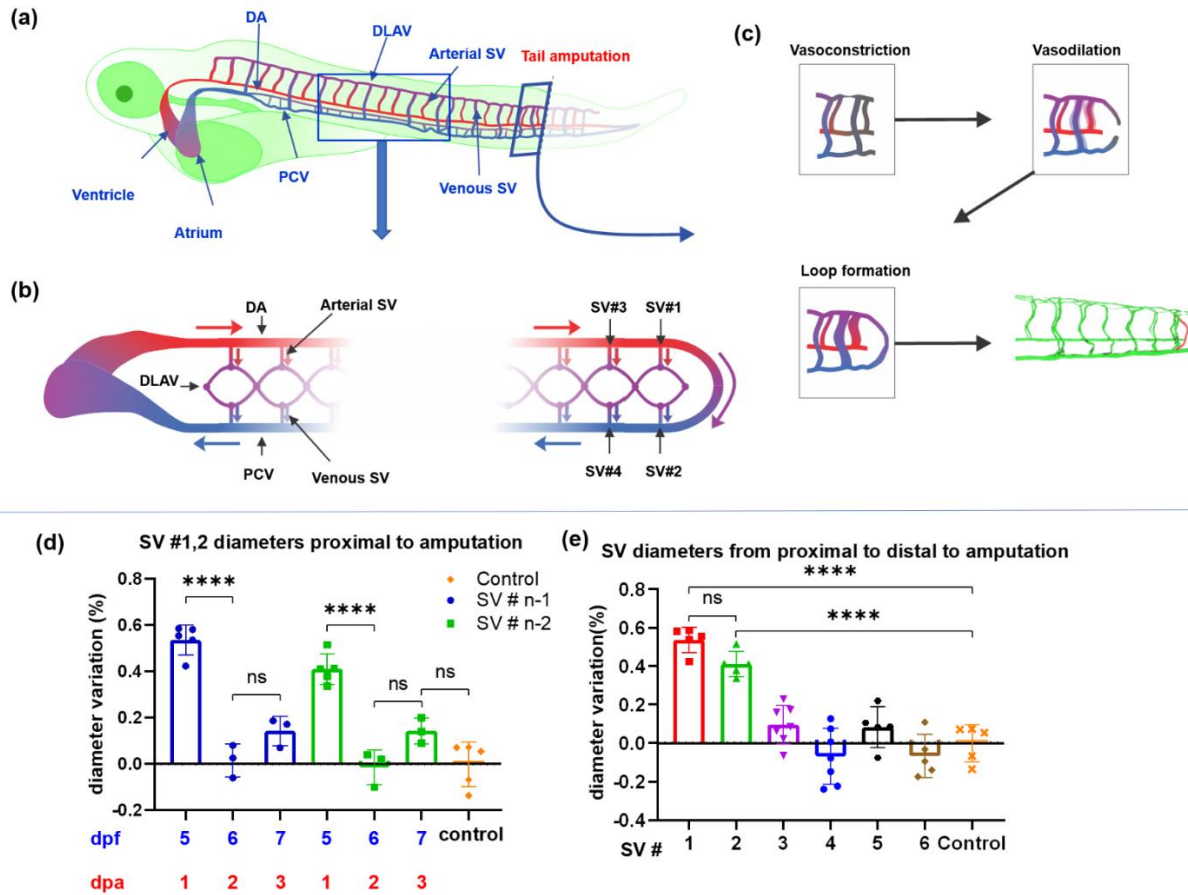 (a)
DA
DLAV
Arterial SV
Tail amputation
PCV
Venous SV
Ventricle
Atrium
(c)
Vasoconstriction
Vasodilation
Loop formation
(b)
DA
Arterial SV
SV#3
SV#1
DLAV
PCV
Venous SV
SV#4
SV#2
(d)
SV #1,2 diameters proximal to amputation
diameter variation (%)
0.8
0.6
0.4
0.2
0.0
-0.2
****
ns
****
ns
ns
Control
SV # n-1
SV # n-2
dpf 5 6 7 5 6 7 control
dpa 1 2 3 1 2 3
(e)
SV diameters from proximal to distal to amputation
diameter variation(%)
0.8
0.6
0.4
0.2
0.0
-0.2
-0.4
****
ns
****
SV # 1 2 3 4 5 6 Control